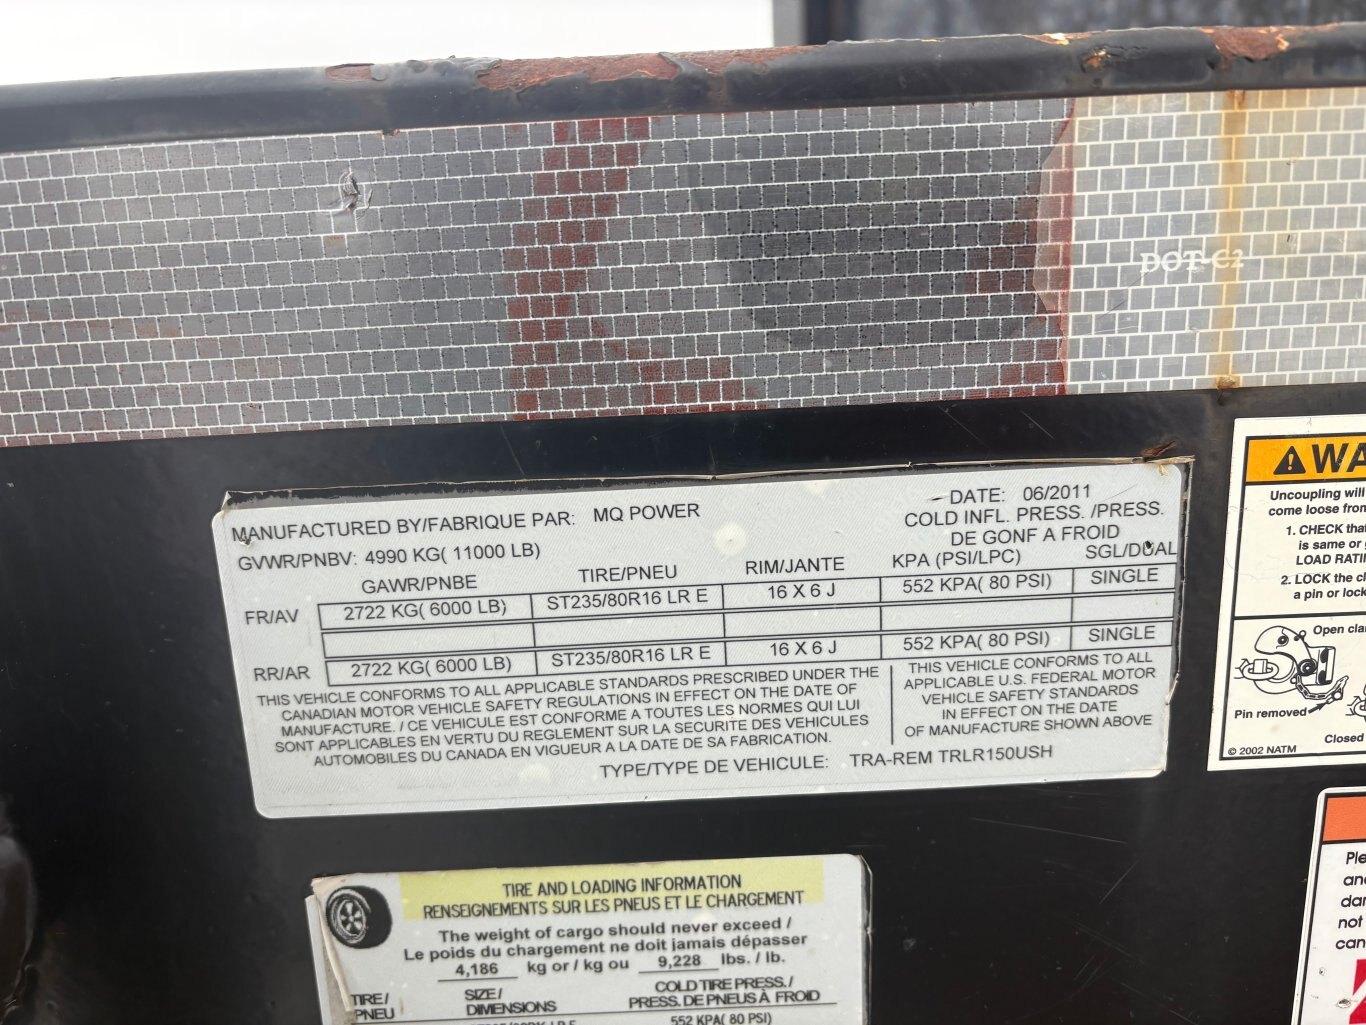 DOT-C2
MANUFACTURED BY/FABRIQUE PAR: MQ POWER
DATE: 06/2011
GVWR/PNBV: 4990 KG( 11000 LB)
COLD INFL. PRESS. /PRESS.
DE GONF A FROID
GAWR/PNBE TIRE/PNEU RIM/JANTE KPA (PSI/LPC) SGL/DUAL
FR/AV 2722 KG( 6000 LB) ST235/80R16 LR E 16 X 6 J 552 KPA( 80 PSI) SINGLE
RR/AR 2722 KG( 6000 LB) ST235/80R16 LR E 16 X 6 J 552 KPA( 80 PSI) SINGLE
THIS VEHICLE CONFORMS TO ALL APPLICABLE STANDARDS PRESCRIBED UNDER THE
CANADIAN MOTOR VEHICLE SAFETY REGULATIONS IN EFFECT ON THE DATE OF
MANUFACTURE. / CE VEHICULE EST CONFORME A TOUTES LES NORMES QUI LUI
SONT APPLICABLES EN VERTU DU REGLEMENT SUR LA SECURITE DES VEHICULES
AUTOMOBILES DU CANADA EN VIGUEUR A LA DATE DE SA FABRICATION.
THIS VEHICLE CONFORMS TO ALL
APPLICABLE U.S. FEDERAL MOTOR
VEHICLE SAFETY STANDARDS
IN EFFECT ON THE DATE
OF MANUFACTURE SHOWN ABOVE
TYPE/TYPE DE VEHICULE: TRA-REM TRLR150USH
TIRE AND LOADING INFORMATION
RENSEIGNEMENTS SUR LES PNEUS ET LE CHARGEMENT
The weight of cargo should never exceed /
Le poids du chargement ne doit jamais dépasser
4,186 kg or / kg ou 9,228 lbs. / lb.
TIRE / SIZE / COLD TIRE PRESS. /
PNEU DIMENSIONS PRESS. DE PNEUS À FROID
552 KPA( 80 PSI)
WA
Uncoupling will
come loose from
1. CHECK that
is same or
LOAD RATI
2. LOCK the cl
a pin or lock
Open cla
Pin removed
Closed
© 2002 NATM
Ple
and
dan
not
can